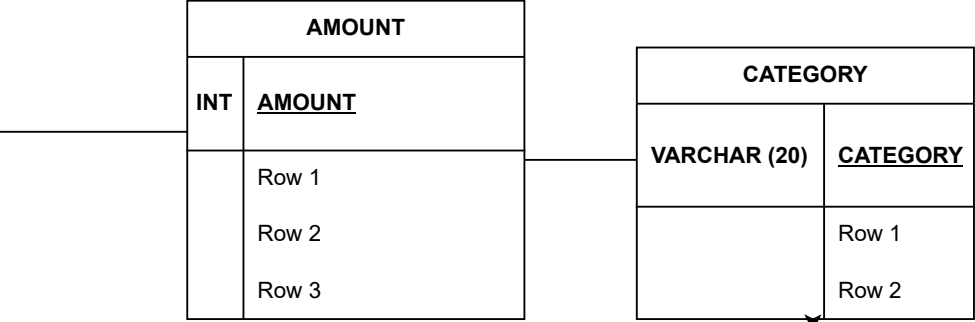 AMOUNT
INT AMOUNT
Row 1
Row 2
Row 3
CATEGORY
VARCHAR (20) CATEGORY
Row 1
Row 2